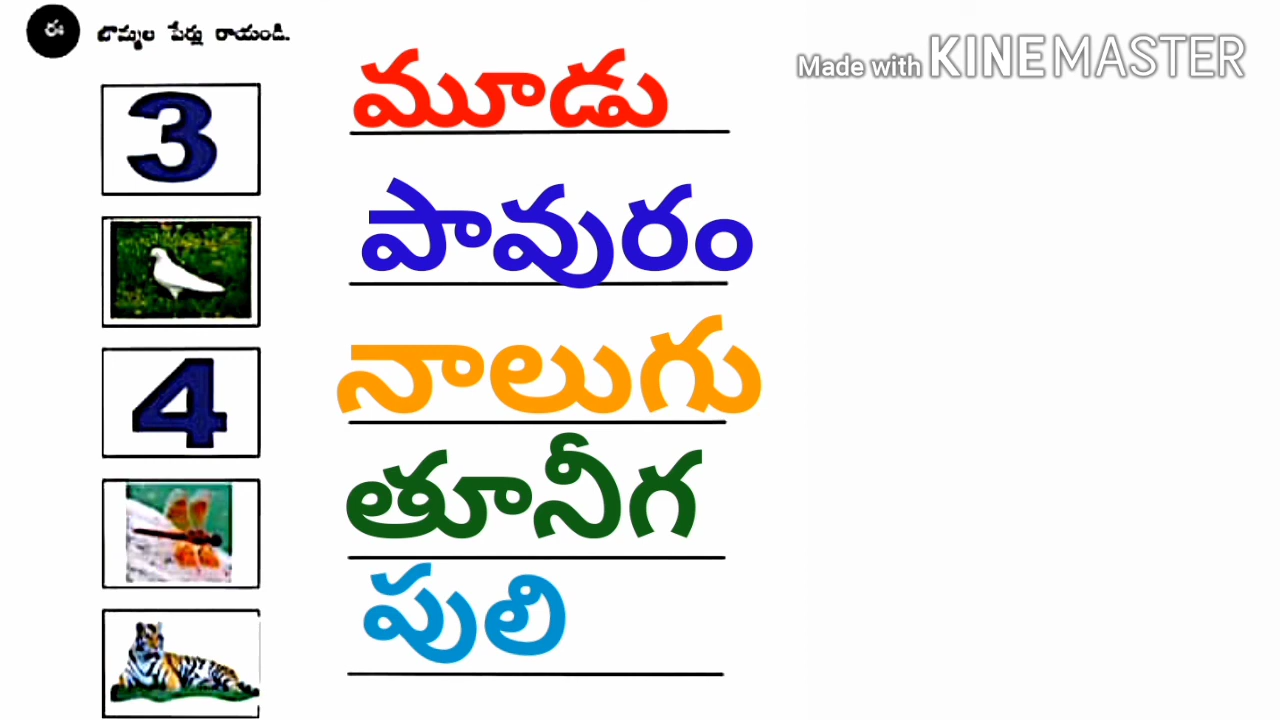 ఈ బొమ్మల పేర్లు రాయండి.
Made with KINEMASTER
3 మూడు
పావురం
4 నాలుగు
తూనీగ
పులి